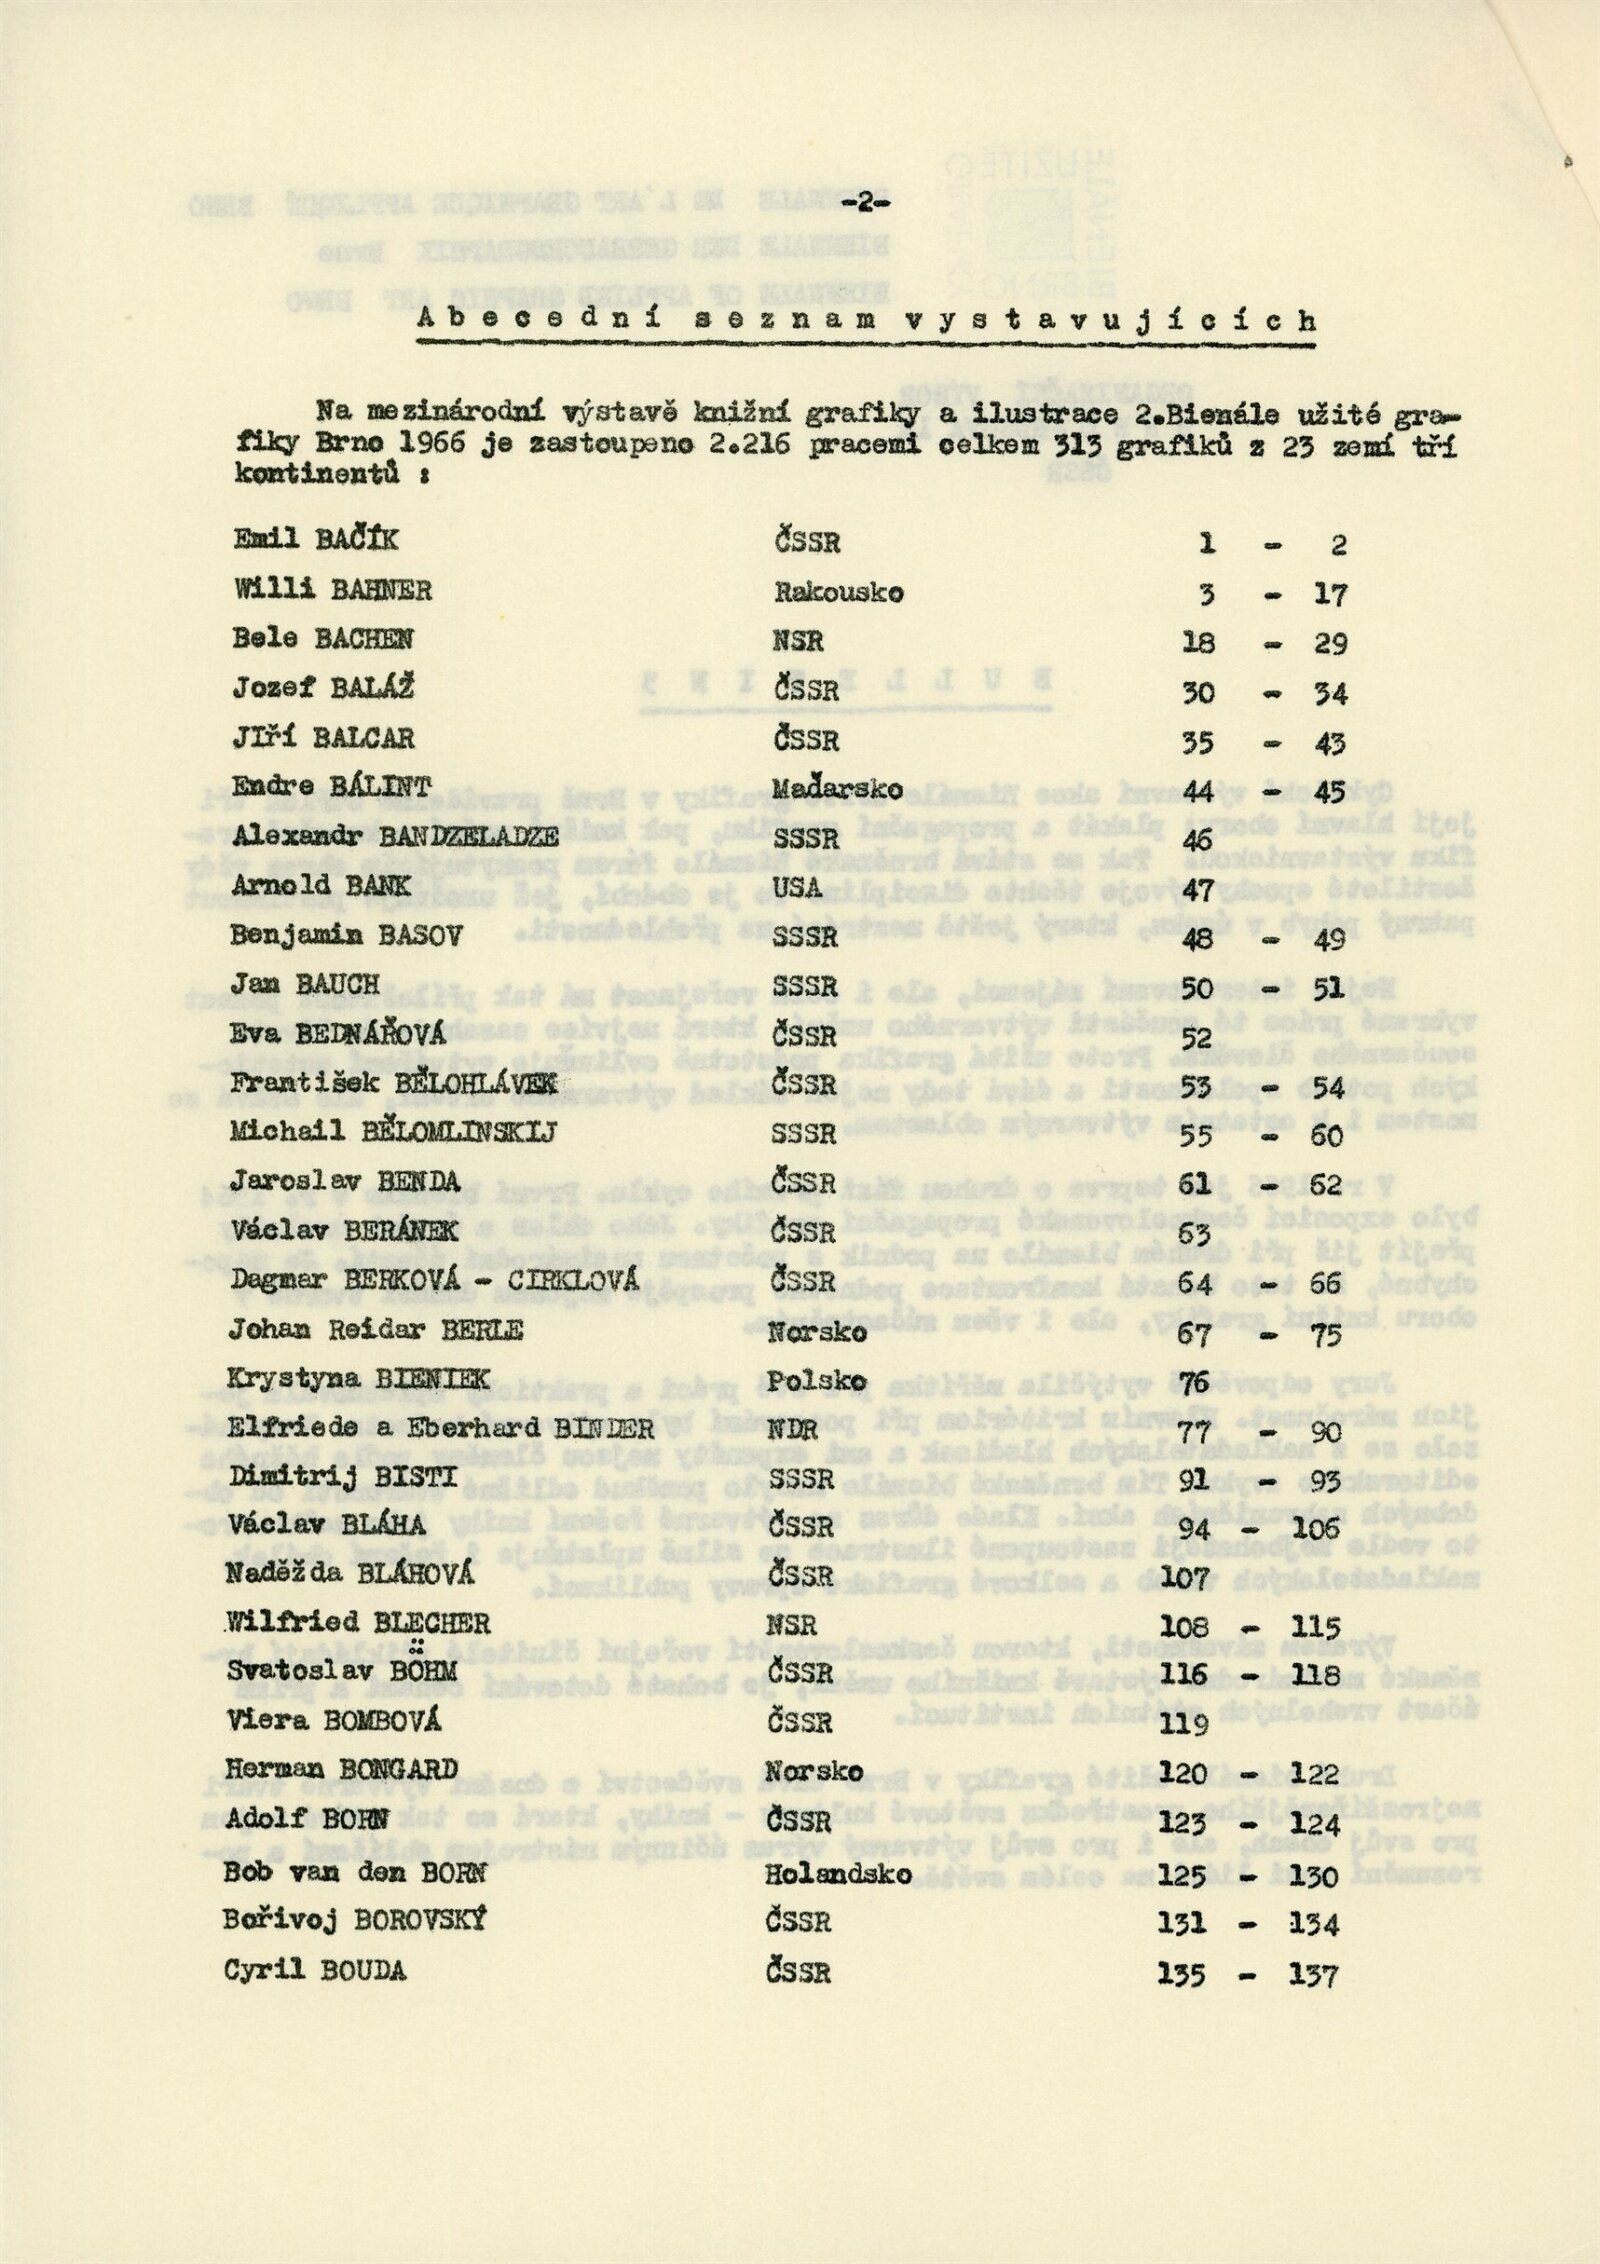 -2-
Abecední seznam vystavujících
Na mezinárodní výstavě knižní grafiky a ilustrace 2.Bienále užité gra-
fiky Brno 1966 je zastoupeno 2.216 pracemi celkem 313 grafiků z 23 zemí tří
kontinentů :
Emil BAČÍK ČSSR 1 - 2
Willi BAHNER Rakousko 3 - 17
Bele BACHEN NSR 18 - 29
Jozef BALÁŽ ČSSR 30 - 34
JIří BALCAR ČSSR 35 - 43
Endre BÁLINT Maďarsko 44 - 45
Alexandr BANDZELADZE SSSR 46
Arnold BANK USA 47
Benjamin BASOV SSSR 48 - 49
Jan BAUCH SSSR 50 - 51
Eva BEDNÁŘOVÁ ČSSR 52
František BĚLOHLÁVEK ČSSR 53 - 54
Michail BĚLOMLINSKIJ SSSR 55 - 60
Jaroslav BENDA ČSSR 61 - 62
Václav BERÁNEK ČSSR 63
Dagmar BERKOVÁ - CIRKLOVÁ ČSSR 64 - 66
Johan Reidar BERLE Norsko 67 - 75
Krystyna BIENIEK Polsko 76
Elfriede a Eberhard BINDER NDR 77 - 90
Dimitrij BISTI SSSR 91 - 93
Václav BLÁHA ČSSR 94 - 106
Naděžda BLÁHOVÁ ČSSR 107
Wilfried BLECHER NSR 108 - 115
Svatoslav BÖHM ČSSR 116 - 118
Viera BOMBOVÁ ČSSR 119
Herman BONGARD Norsko 120 - 122
Adolf BORN ČSSR 123 - 124
Bob van den BORN Holandsko 125 - 130
Bořivoj BOROVSKÝ ČSSR 131 - 134
Cyril BOUDA ČSSR 135 - 137